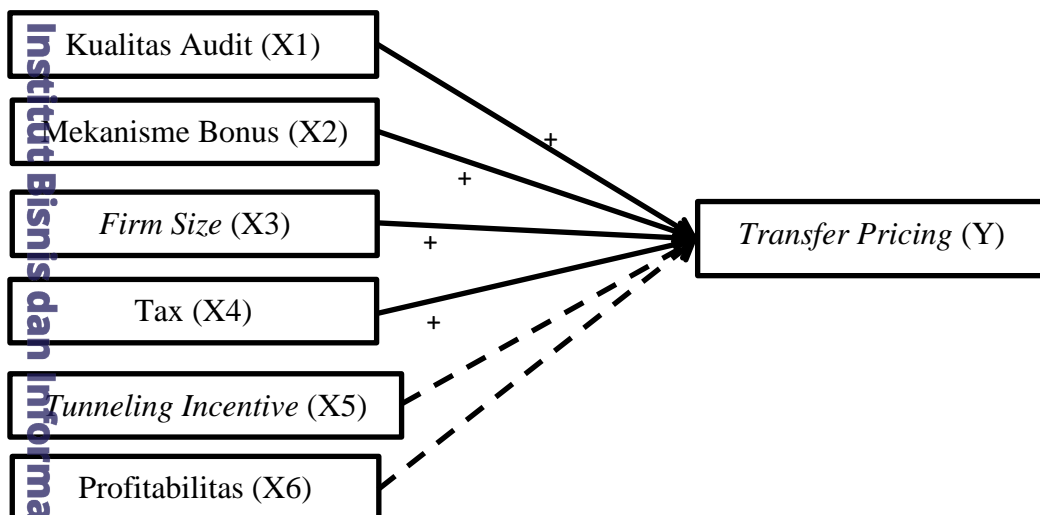 Kualitas Audit (X1)
Mekanisme Bonus (X2)
Firm Size (X3)
Tax (X4)
Tunneling Incentive (X5)
Profitabilitas (X6)
+
+
+
+
Transfer Pricing (Y)
Institut Bisnis dan Informa